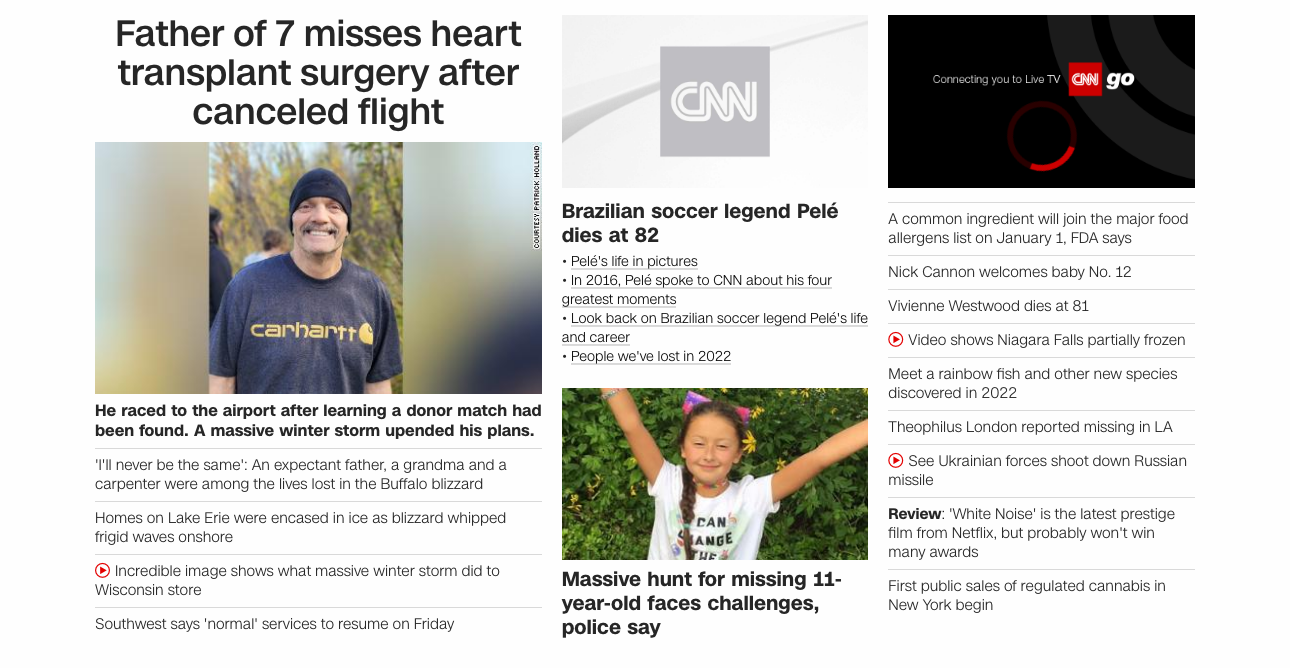 Father of 7 misses heart
transplant surgery after
canceled flight
COURTESY PATRICK HOLLAND
carhartt
He raced to the airport after learning a donor match had
been found. A massive winter storm upended his plans.
'I'll never be the same': An expectant father, a grandma and a
carpenter were among the lives lost in the Buffalo blizzard
Homes on Lake Erie were encased in ice as blizzard whipped
frigid waves onshore
Incredible image shows what massive winter storm did to
Wisconsin store
Southwest says 'normal' services to resume on Friday
CNN
Brazilian soccer legend Pelé
dies at 82
• Pelé's life in pictures
• In 2016, Pelé spoke to CNN about his four
greatest moments
• Look back on Brazilian soccer legend Pelé's life
and career
• People we've lost in 2022
CAN
CHANGE
THE
Massive hunt for missing 11-
year-old faces challenges,
police say
Connecting you to Live TV CNN go
A common ingredient will join the major food
allergens list on January 1, FDA says
Nick Cannon welcomes baby No. 12
Vivienne Westwood dies at 81
Video shows Niagara Falls partially frozen
Meet a rainbow fish and other new species
discovered in 2022
Theophilus London reported missing in LA
See Ukrainian forces shoot down Russian
missile
Review: 'White Noise' is the latest prestige
film from Netflix, but probably won't win
many awards
First public sales of regulated cannabis in
New York begin